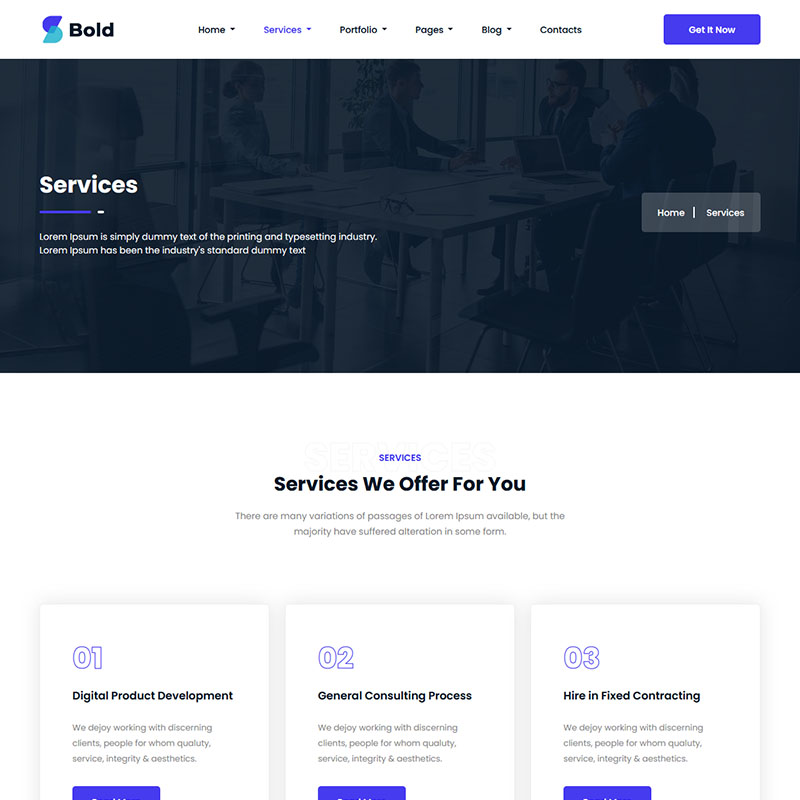 Bold
Home
Services
Portfolio
Pages
Blog
Contacts
Get It Now
Services
Lorem Ipsum is simply dummy text of the printing and typesetting industry.
Lorem Ipsum has been the industry's standard dummy text
Home
Services
SERVICES
SERVICES
Services We Offer For You
There are many variations of passages of Lorem Ipsum available, but the
majority have suffered alteration in some form.
01
Digital Product Development
We dejoy working with discerning
clients, people for whom qualuty,
service, integrity & aesthetics.
02
General Consulting Process
We dejoy working with discerning
clients, people for whom qualuty,
service, integrity & aesthetics.
03
Hire in Fixed Contracting
We dejoy working with discerning
clients, people for whom qualuty,
service, integrity & aesthetics.